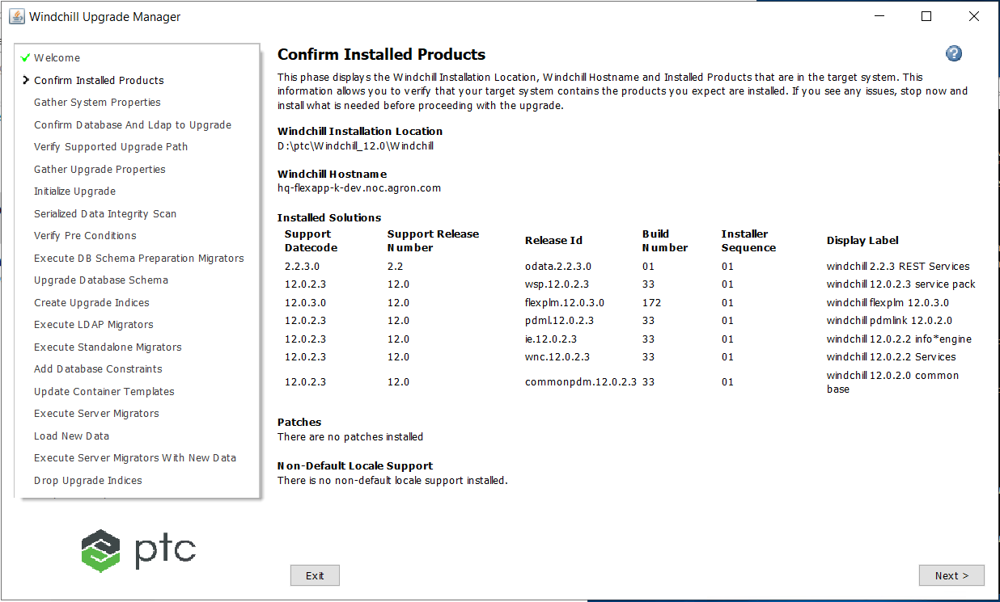 Windchill Upgrade Manager
Welcome
Confirm Installed Products
Gather System Properties
Confirm Database And Ldap to Upgrade
Verify Supported Upgrade Path
Gather Upgrade Properties
Initialize Upgrade
Serialized Data Integrity Scan
Verify Pre Conditions
Execute DB Schema Preparation Migrators
Upgrade Database Schema
Create Upgrade Indices
Execute LDAP Migrators
Execute Standalone Migrators
Add Database Constraints
Update Container Templates
Execute Server Migrators
Load New Data
Execute Server Migrators With New Data
Drop Upgrade Indices
ptc
Confirm Installed Products
?
This phase displays the Windchill Installation Location, Windchill Hostname and Installed Products that are in the target system. This
information allows you to verify that your target system contains the products you expect are installed. If you see any issues, stop now and
install what is needed before proceeding with the upgrade.
Windchill Installation Location
D:\ptc\Windchill_12.0\Windchill
Windchill Hostname
hq-flexapp-k-dev.noc.agron.com
Installed Solutions
Support Datecode Support Release Number Release Id Build Number Installer Sequence Display Label
2.2.3.0 2.2 odata.2.2.3.0 01 01 windchill 2.2.3 REST Services
12.0.2.3 12.0 wsp.12.0.2.3 33 01 windchill 12.0.2.3 service pack
12.0.3.0 12.0 flexplm.12.0.3.0 172 01 windchill flexplm 12.0.3.0
12.0.2.3 12.0 pdml.12.0.2.3 33 01 windchill pdmlink 12.0.2.0
12.0.2.3 12.0 ie.12.0.2.3 33 01 windchill 12.0.2.2 info*engine
12.0.2.3 12.0 wnc.12.0.2.3 33 01 windchill 12.0.2.2 Services
12.0.2.3 12.0 commonpdm.12.0.2.3 33 01 windchill 12.0.2.0 common
base
Patches
There are no patches installed
Non-Default Locale Support
There is no non-default locale support installed.
Exit
Next >